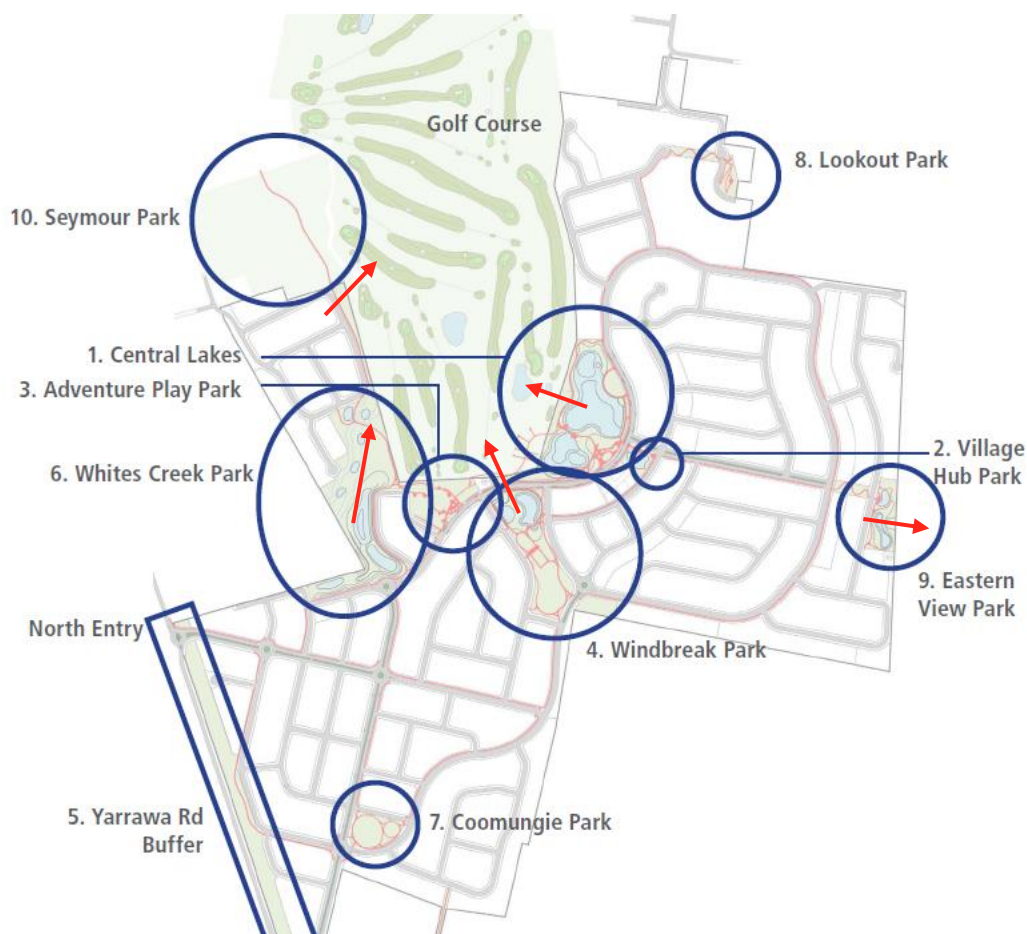 Golf Course
8. Lookout Park
10. Seymour Park
1. Central Lakes
3. Adventure Play Park
2. Village
Hub Park
6. Whites Creek Park
9. Eastern
View Park
North Entry
4. Windbreak Park
5. Yarrawa Rd
Buffer
7. Coomungie Park